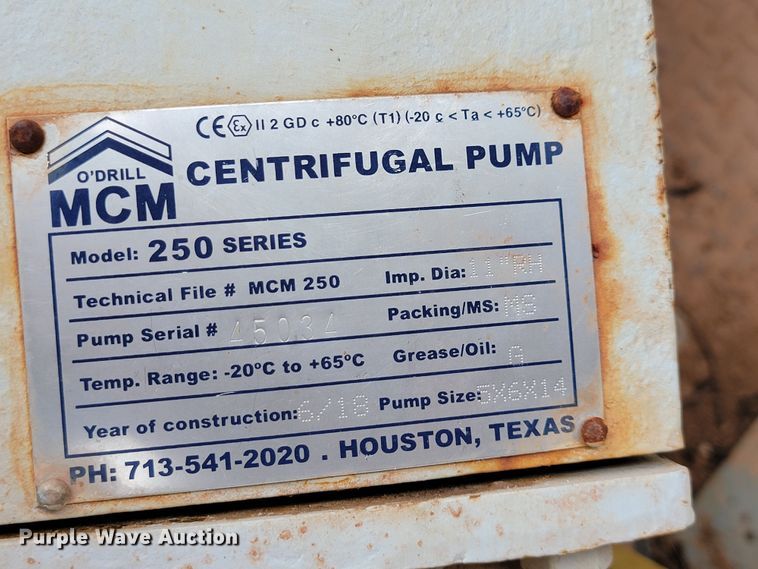 CE Ex II 2 GD c +80°C (T1) (-20 c < Ta < +65°C)
O'DRILL
MCM
CENTRIFUGAL PUMP
Model: 250 SERIES
Technical File # MCM 250 Imp. Dia: 11"RH
Pump Serial # 45034 Packing/MS: MS
Temp. Range: -20°C to +65°C Grease/Oil: G
Year of construction: 6/18 Pump Size: 5X6X14
PH: 713-541-2020 . HOUSTON, TEXAS
Purple Wave Auction